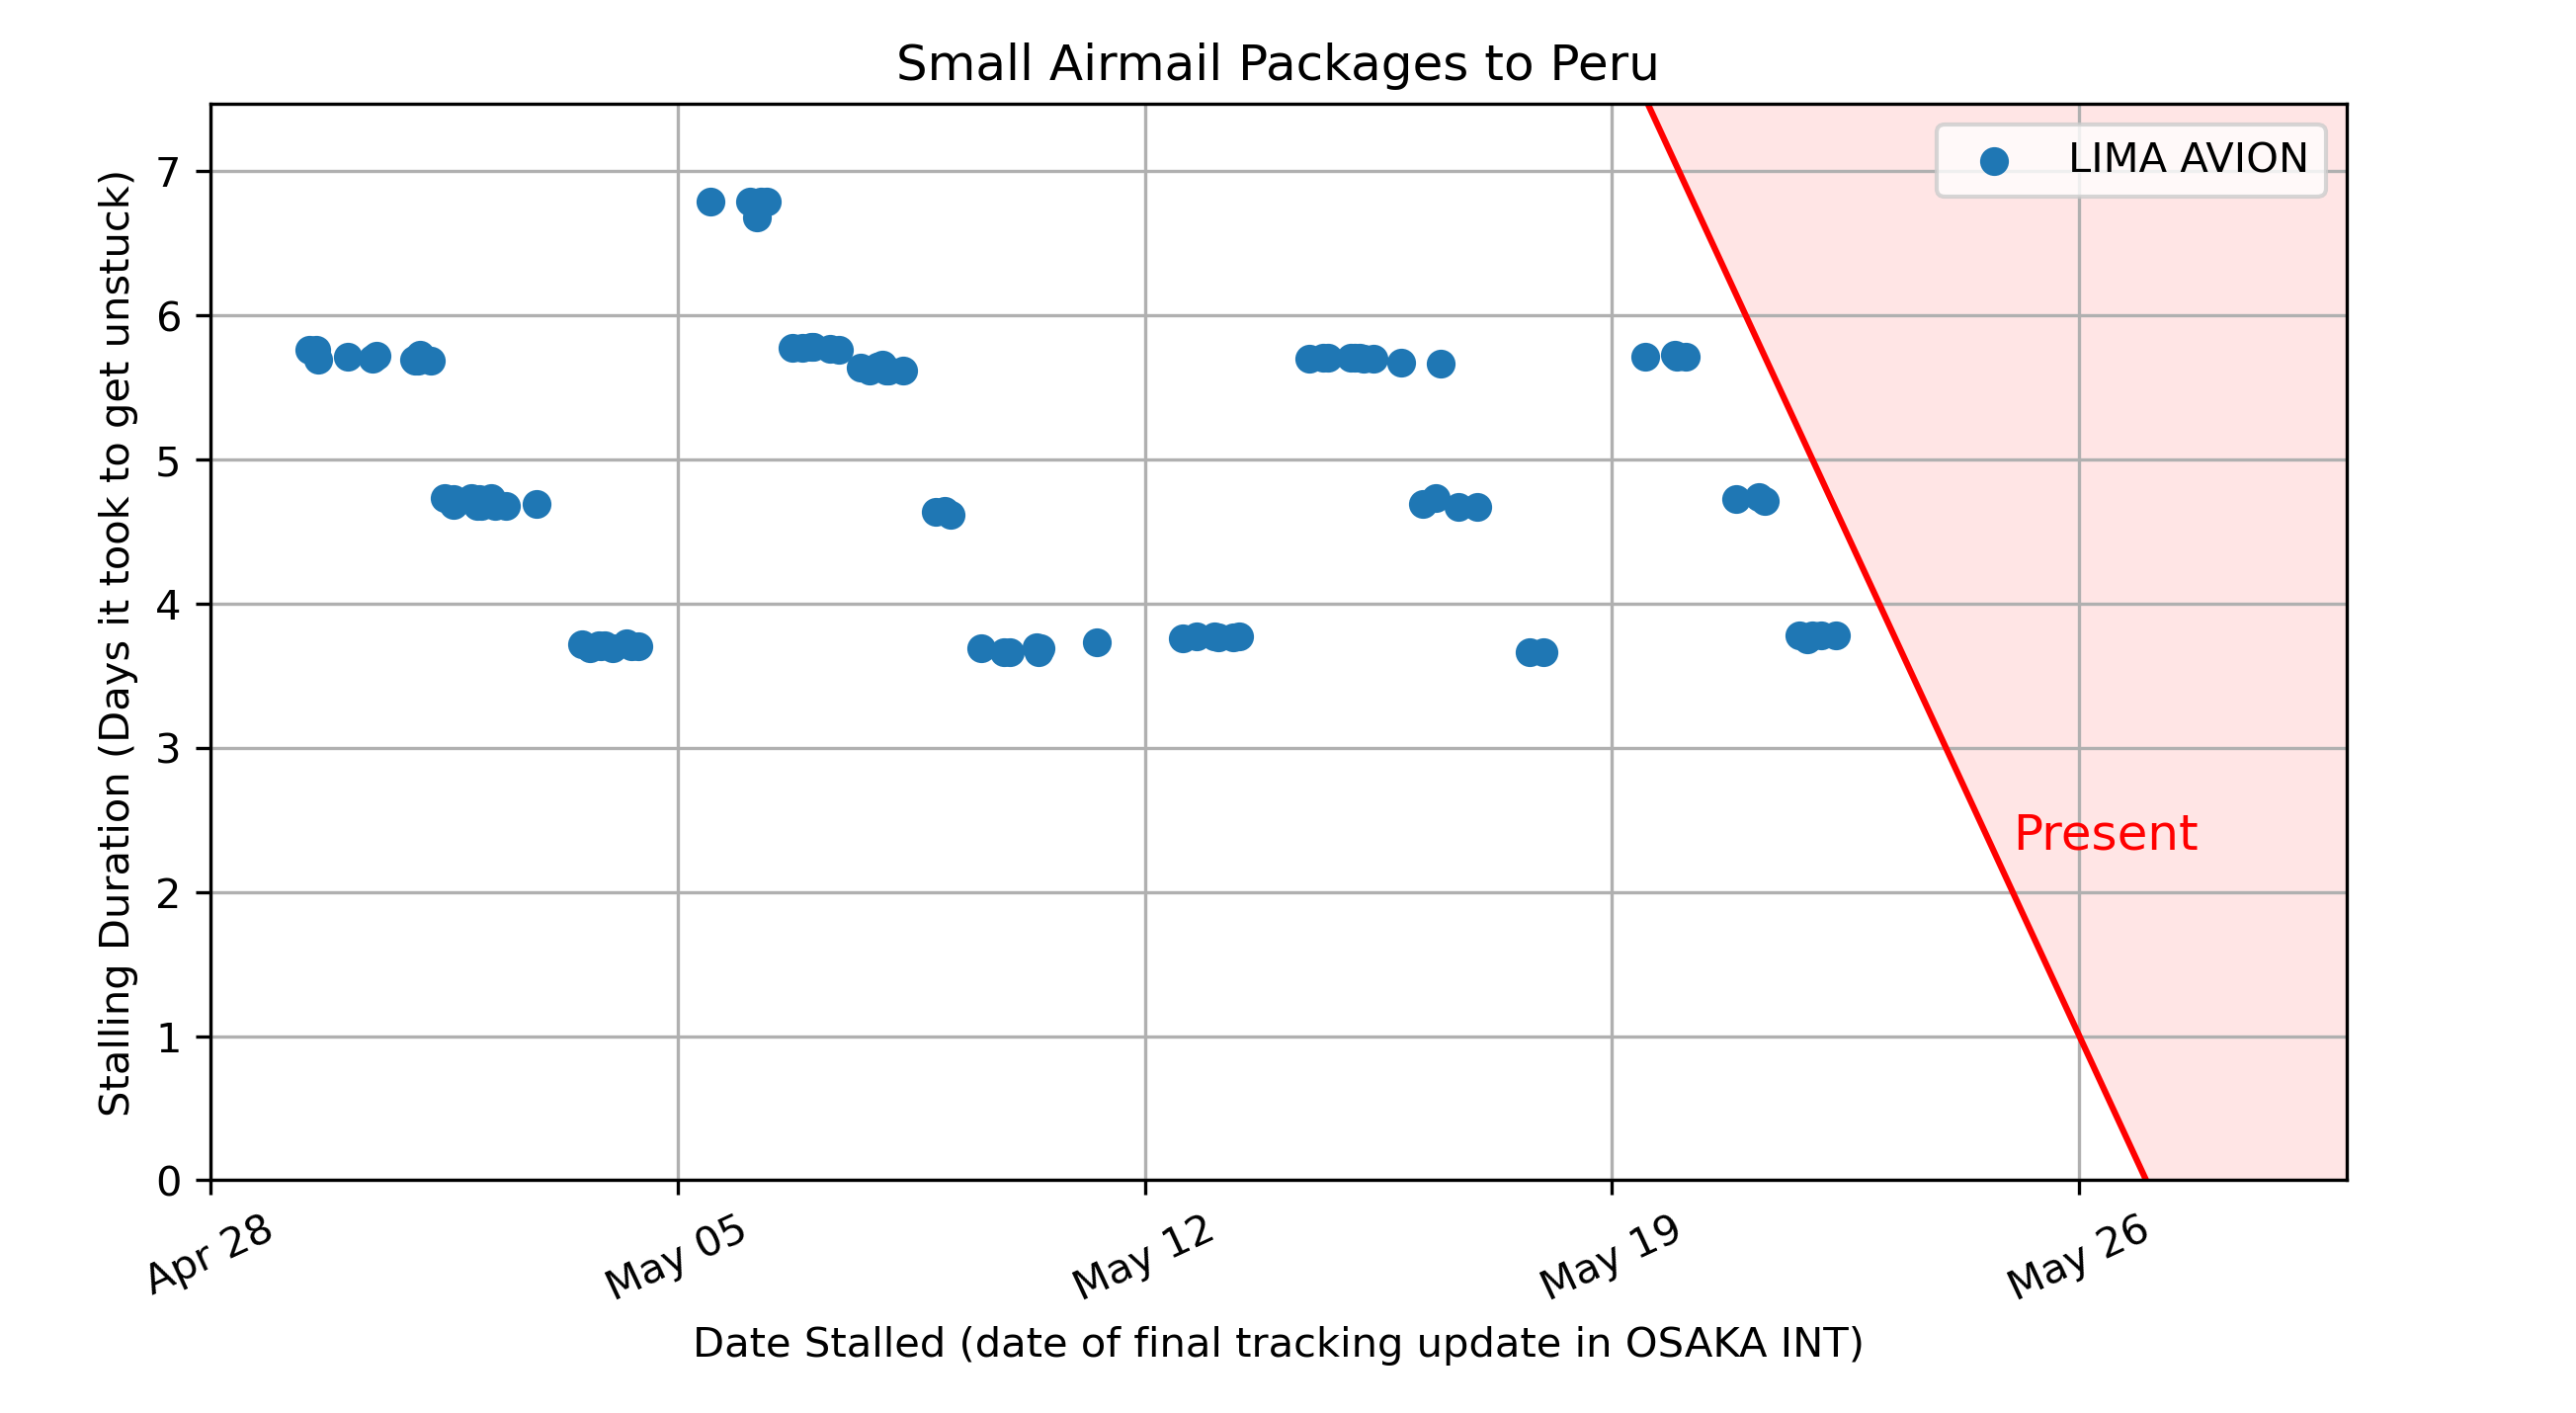 Small Airmail Packages to Peru
Stalling Duration (Days it took to get unstuck)
7
6
5
4
3
2
1
0
LIMA AVION
Present
Apr 28
May 05
May 12
May 19
May 26
Date Stalled (date of final tracking update in OSAKA INT)